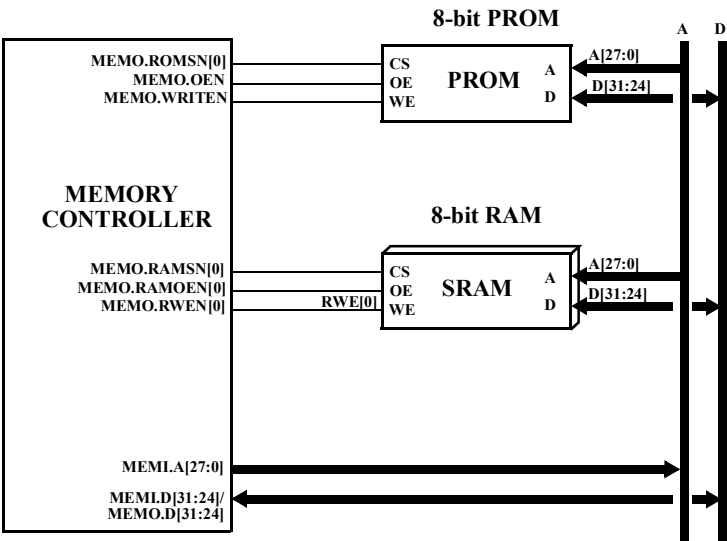 8-bit PROM
A D
MEMO.ROMSN[0]
MEMO.OEN
MEMO.WRITEN
CS
OE
WE
PROM
A
D
A[27:0]
D[31:24]
MEMORY
CONTROLLER
8-bit RAM
MEMO.RAMSN[0]
MEMO.RAMOEN[0]
MEMO.RWEN[0]
RWE[0]
CS
OE
WE
SRAM
A
D
A[27:0]
D[31:24]
MEMI.A[27:0]
MEMI.D[31:24]/
MEMO.D[31:24]